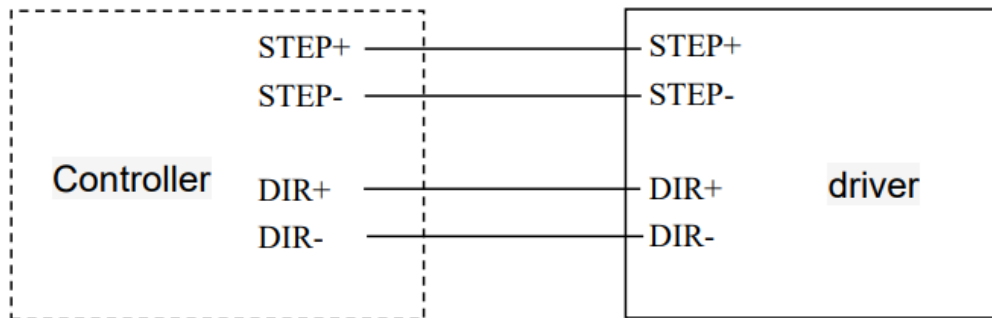 STEP+ STEP+
STEP- STEP-
Controller DIR+ DIR+ driver
DIR- DIR-